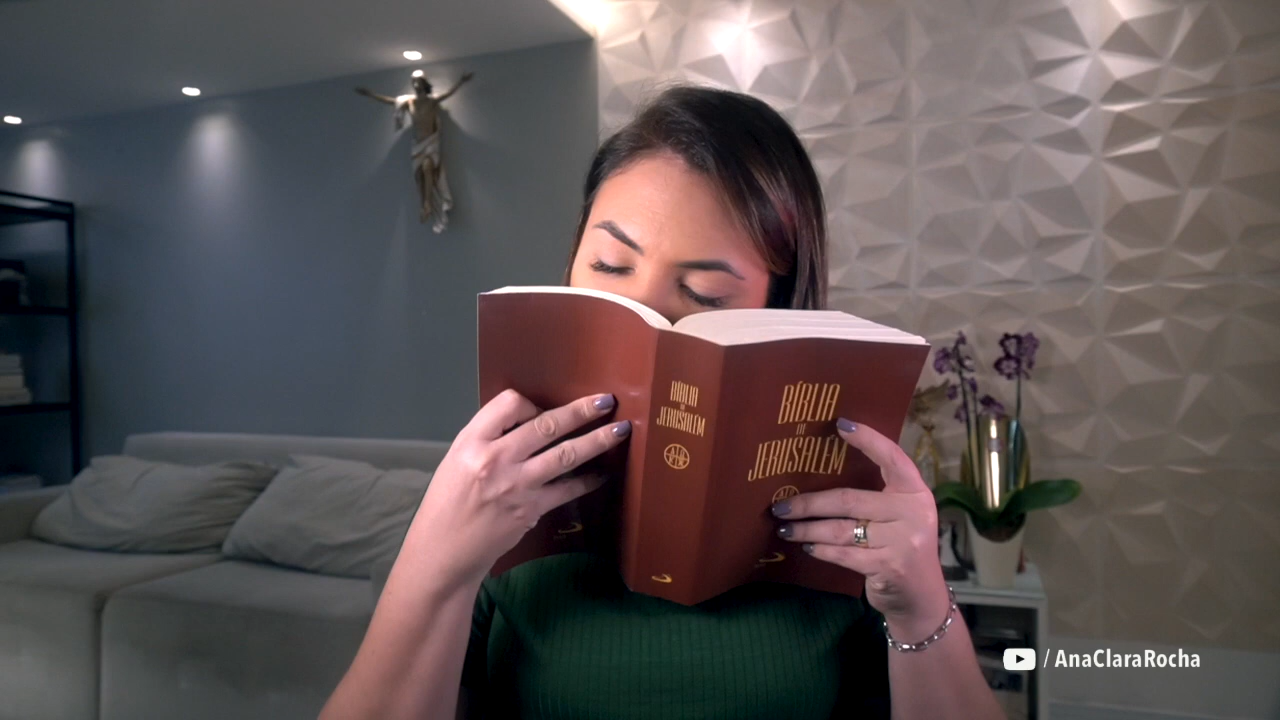 BÍBLIA
DE
JERUSALÉM
BÍBLIA
DE
JERUSALÉM
/AnaClaraRocha